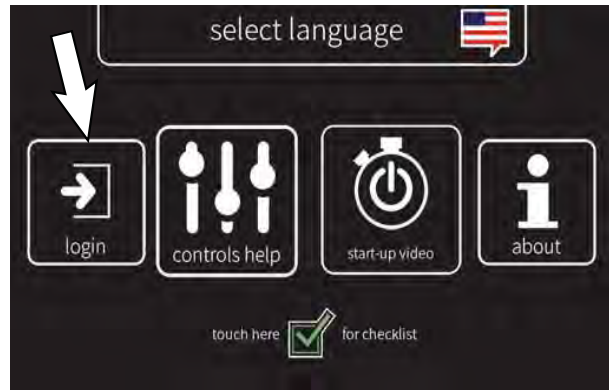 select language
login
controls help
start-up video
about
touch here for checklist